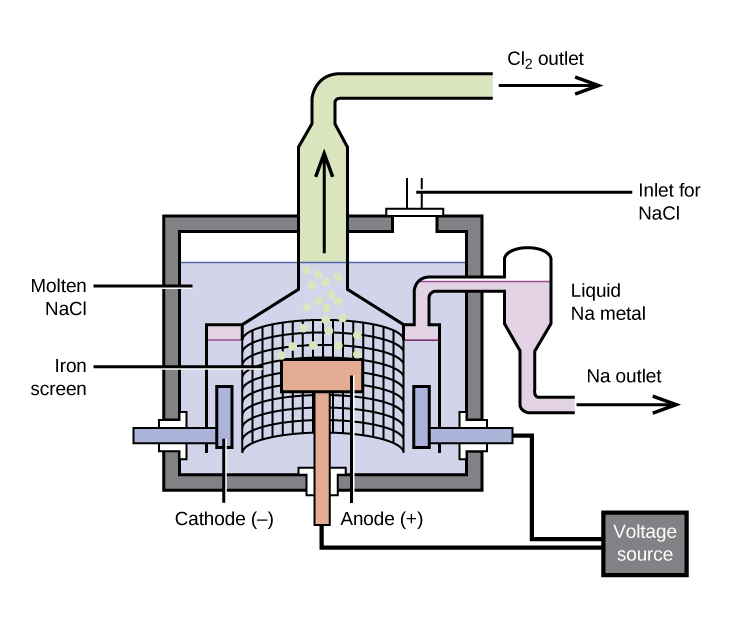 Cl₂ outlet
Inlet for
NaCl
Molten
NaCl
Liquid
Na metal
Iron
screen
Na outlet
Cathode (–)
Anode (+)
Voltage
source